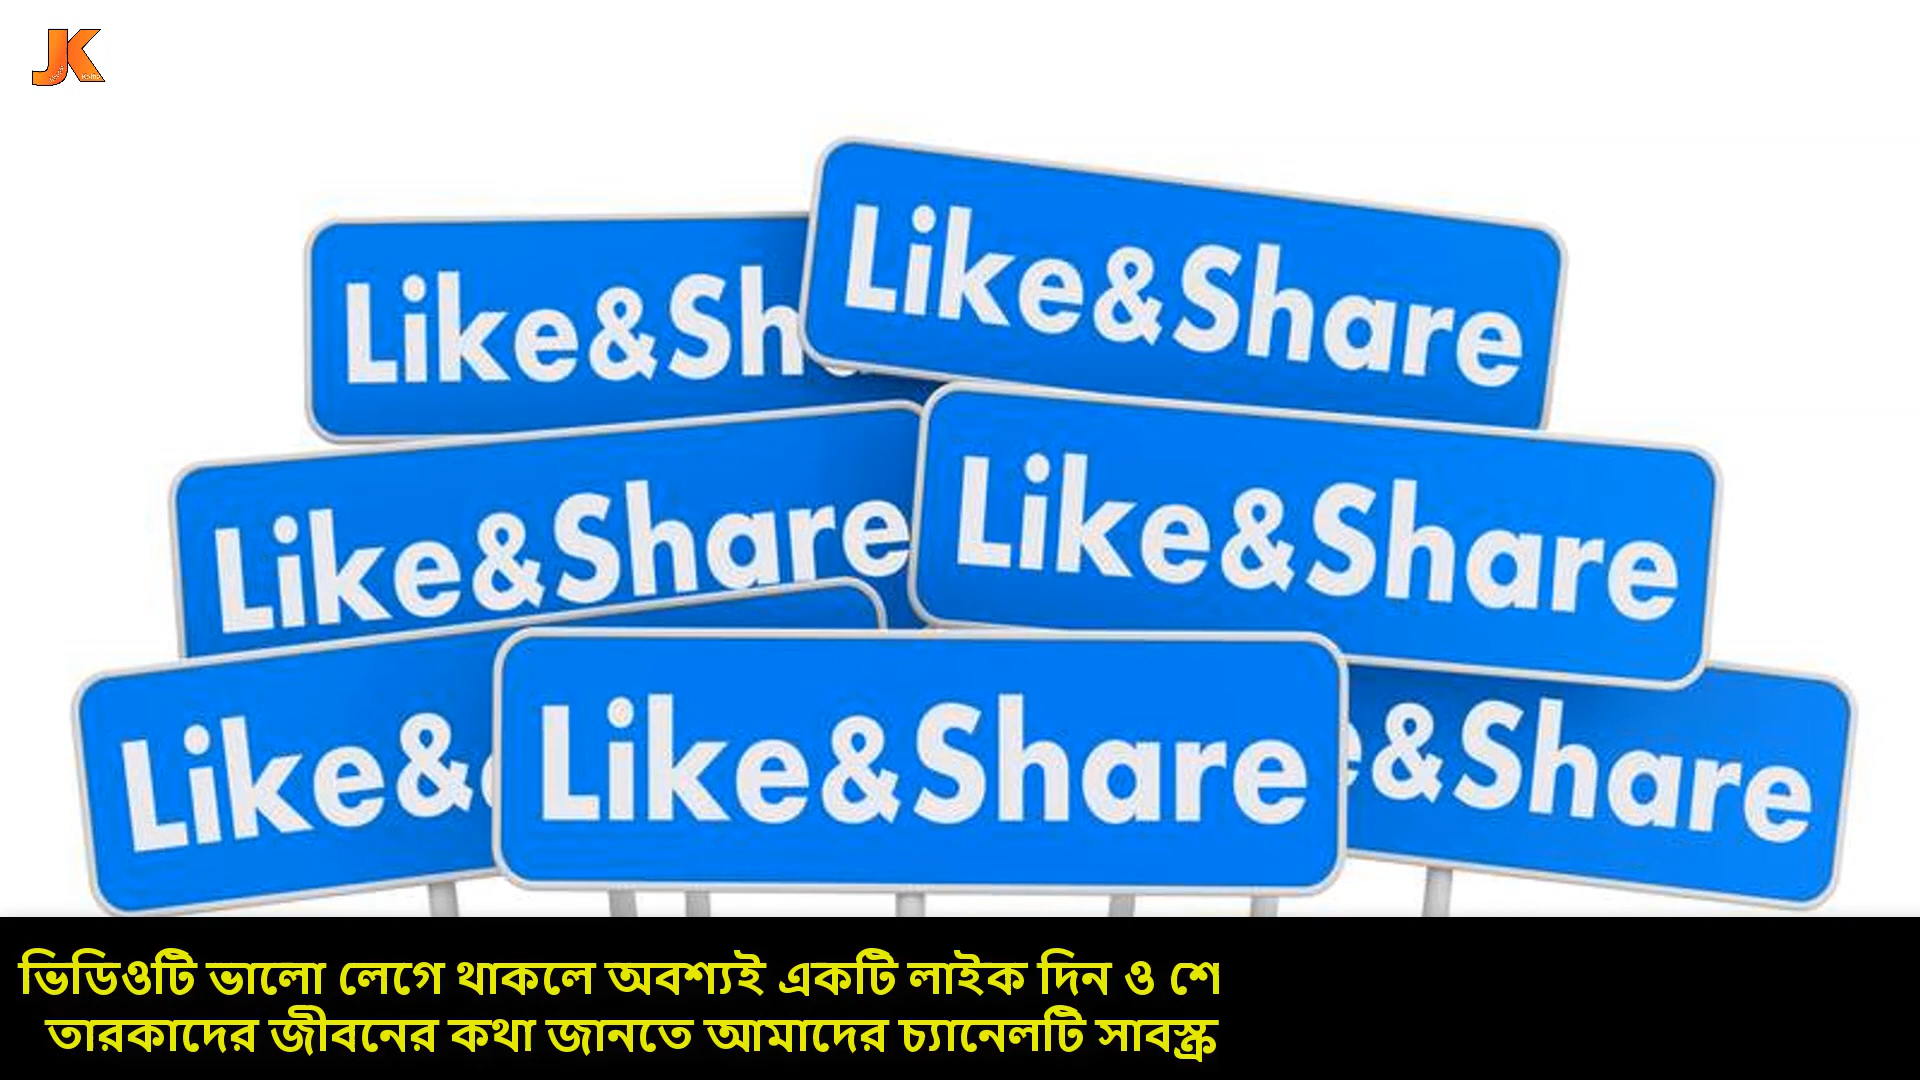 JK
Like&Share
Like&Sh
Like&Share
Like&Share
Like&
Like&Share
e&Share
ভিডিওটি ভালো লেগে থাকলে অবশ্যই একটি লাইক দিন ও শে
তারকাদের জীবনের কথা জানতে আমাদের চ্যানেলটি সাবস্ক্র